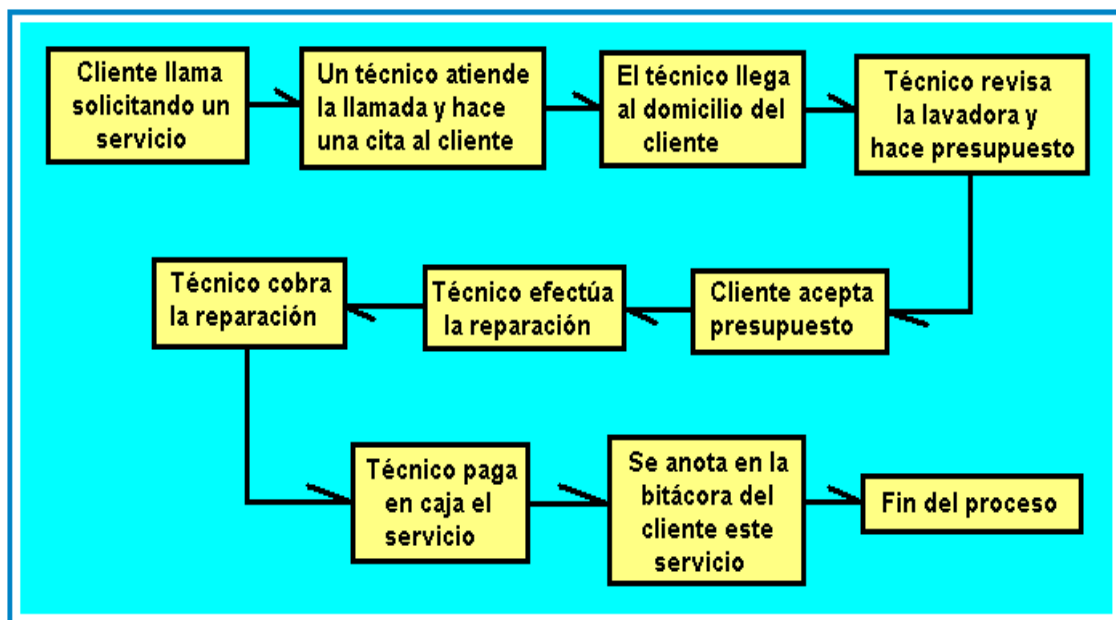 Cliente llama
solicitando un
servicio
Un técnico atiende
la llamada y hace
una cita al cliente
El técnico llega
al domicilio del
cliente
Técnico revisa
la lavadora y
hace presupuesto
Cliente acepta
presupuesto
Técnico efectúa
la reparación
Técnico cobra
la reparación
Técnico paga
en caja el
servicio
Se anota en la
bitácora del
cliente este
servicio
Fin del proceso